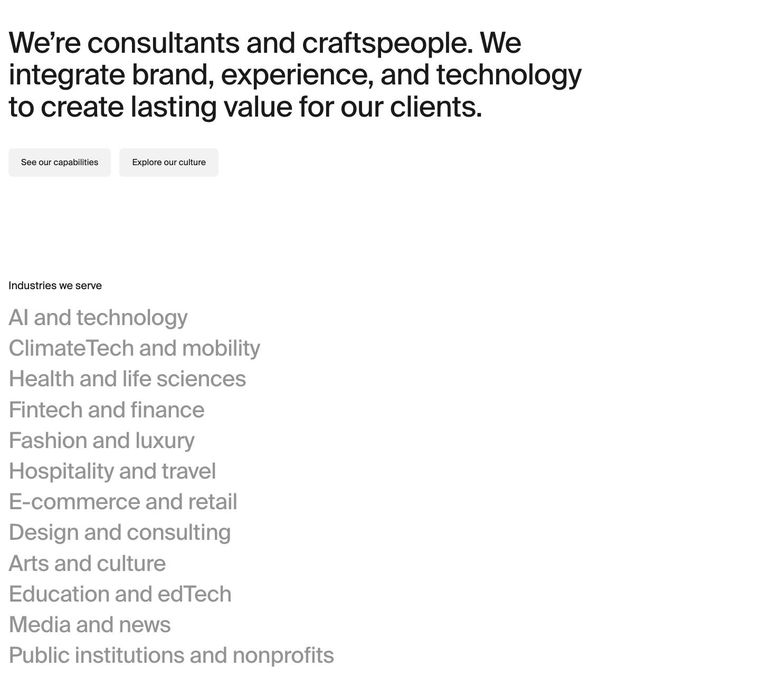 We’re consultants and craftspeople. We
integrate brand, experience, and technology
to create lasting value for our clients.
See our capabilities
Explore our culture
Industries we serve
AI and technology
ClimateTech and mobility
Health and life sciences
Fintech and finance
Fashion and luxury
Hospitality and travel
E-commerce and retail
Design and consulting
Arts and culture
Education and edTech
Media and news
Public institutions and nonprofits